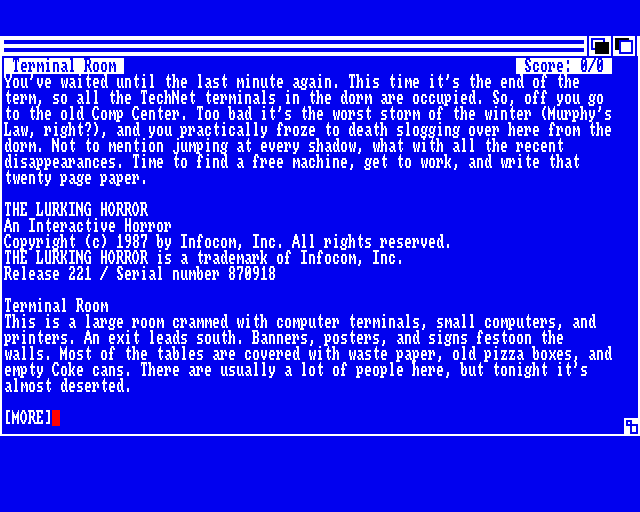 Terminal Room Score: 0/0
You've waited until the last minute again. This time it's the end of the
term, so all the TechNet terminals in the dorm are occupied. So, off you go
to the old Comp Center. Too bad it's the worst storm of the winter (Murphy's
Law, right?), and you practically froze to death slogging over here from the
dorm. Not to mention jumping at every shadow, what with all the recent
disappearances. Time to find a free machine, get to work, and write that
twenty page paper.
THE LURKING HORROR
An Interactive Horror
Copyright (c) 1987 by Infocom, Inc. All rights reserved.
THE LURKING HORROR is a trademark of Infocom, Inc.
Release 221 / Serial number 870918
Terminal Room
This is a large room crammed with computer terminals, small computers, and
printers. An exit leads south. Banners, posters, and signs festoon the
walls. Most of the tables are covered with waste paper, old pizza boxes, and
empty Coke cans. There are usually a lot of people here, but tonight it's
almost deserted.
[MORE]